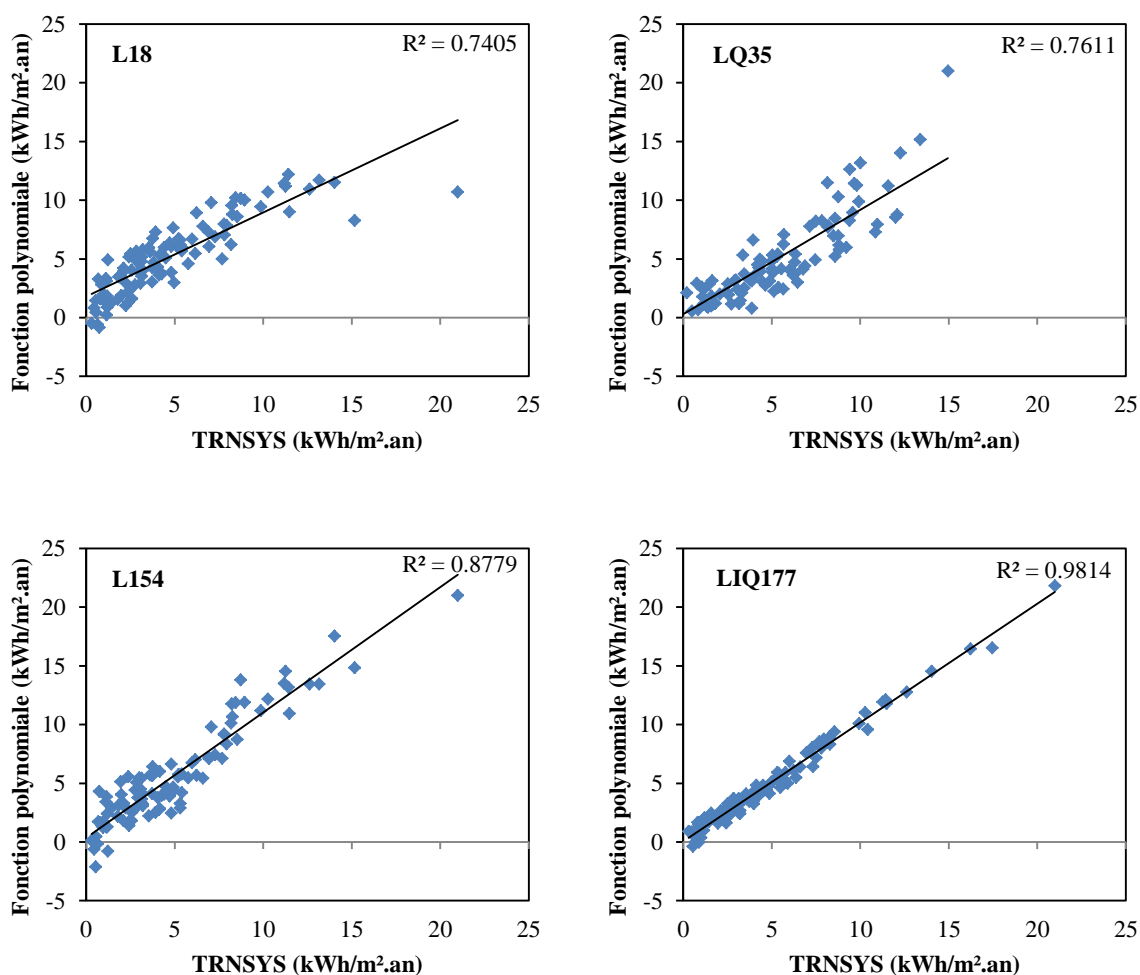 L18
R² = 0.7405
Fonction polynomiale (kWh/m².an)
25
20
15
10
5
0
-5
0 5 10 15 20 25
TRNSYS (kWh/m².an)
LQ35
R² = 0.7611
Fonction polynomiale (kWh/m².an)
25
20
15
10
5
0
-5
0 5 10 15 20 25
TRNSYS (kWh/m².an)
L154
R² = 0.8779
Fonction polynomiale (kWh/m².an)
25
20
15
10
5
0
-5
0 5 10 15 20 25
TRNSYS (kWh/m².an)
LIQ177
R² = 0.9814
Fonction polynomiale (kWh/m².an)
25
20
15
10
5
0
-5
0 5 10 15 20 25
TRNSYS (kWh/m².an)